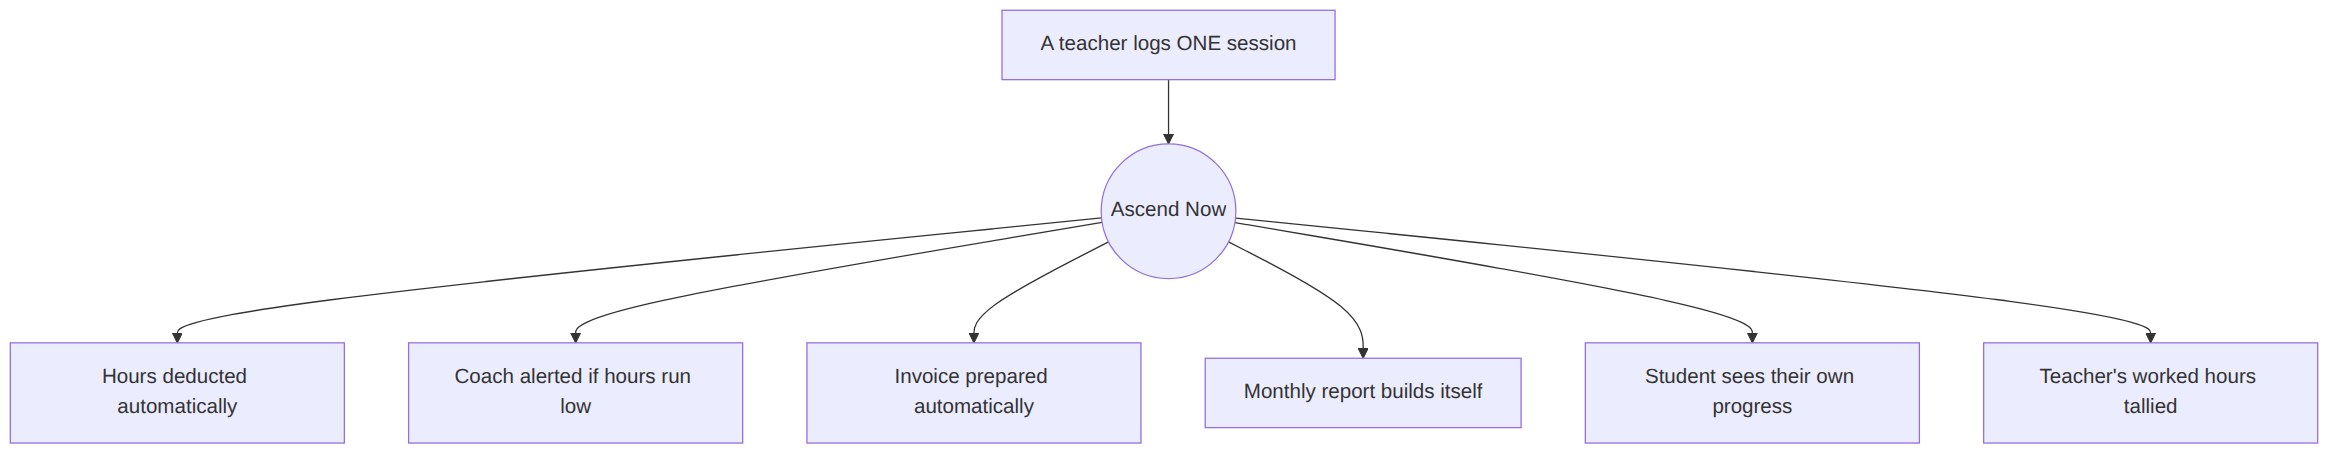 A teacher logs ONE session
Ascend Now
Hours deducted
automatically
Coach alerted if hours run
low
Invoice prepared
automatically
Monthly report builds itself
Student sees their own
progress
Teacher's worked hours
tallied